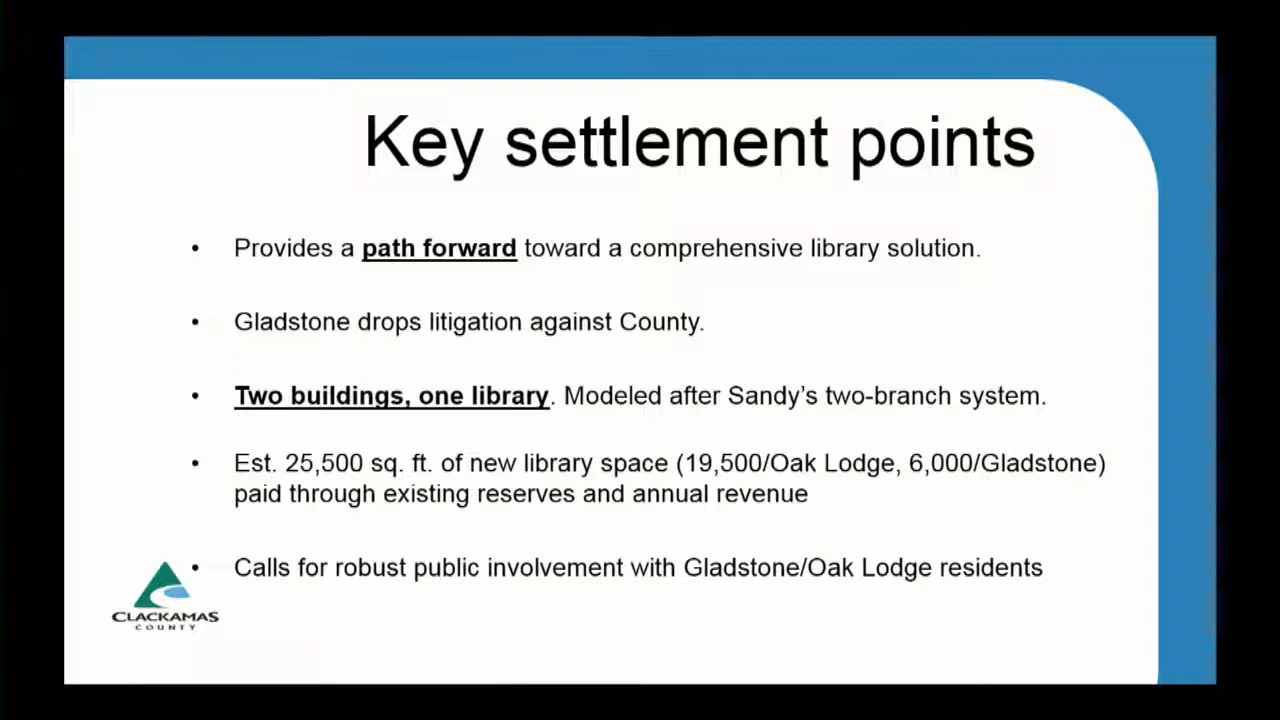 Key settlement points
• Provides a path forward toward a comprehensive library solution.
• Gladstone drops litigation against County.
• Two buildings, one library. Modeled after Sandy’s two-branch system.
• Est. 25,500 sq. ft. of new library space (19,500/Oak Lodge, 6,000/Gladstone)
paid through existing reserves and annual revenue
• Calls for robust public involvement with Gladstone/Oak Lodge residents
CLACKAMAS
COUNTY